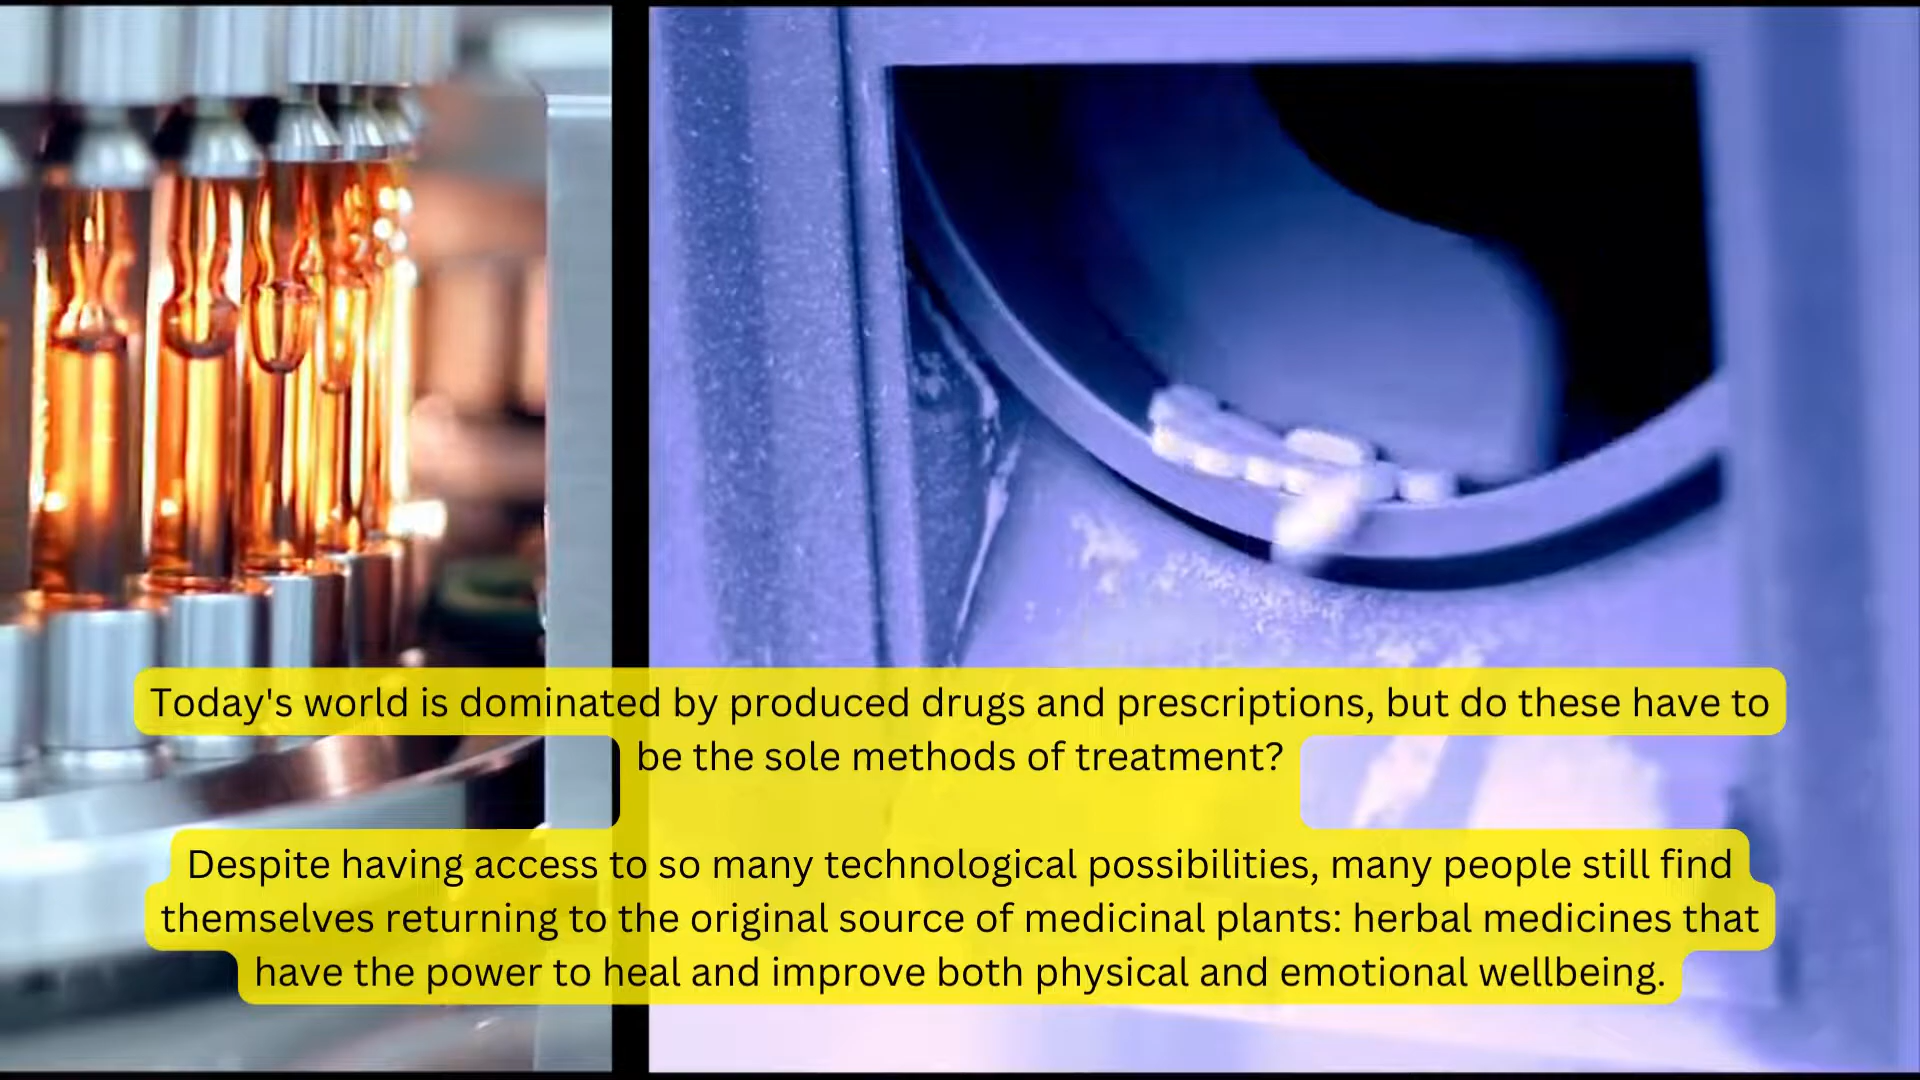 Today's world is dominated by produced drugs and prescriptions, but do these have to
be the sole methods of treatment?
Despite having access to so many technological possibilities, many people still find
themselves returning to the original source of medicinal plants: herbal medicines that
have the power to heal and improve both physical and emotional wellbeing.